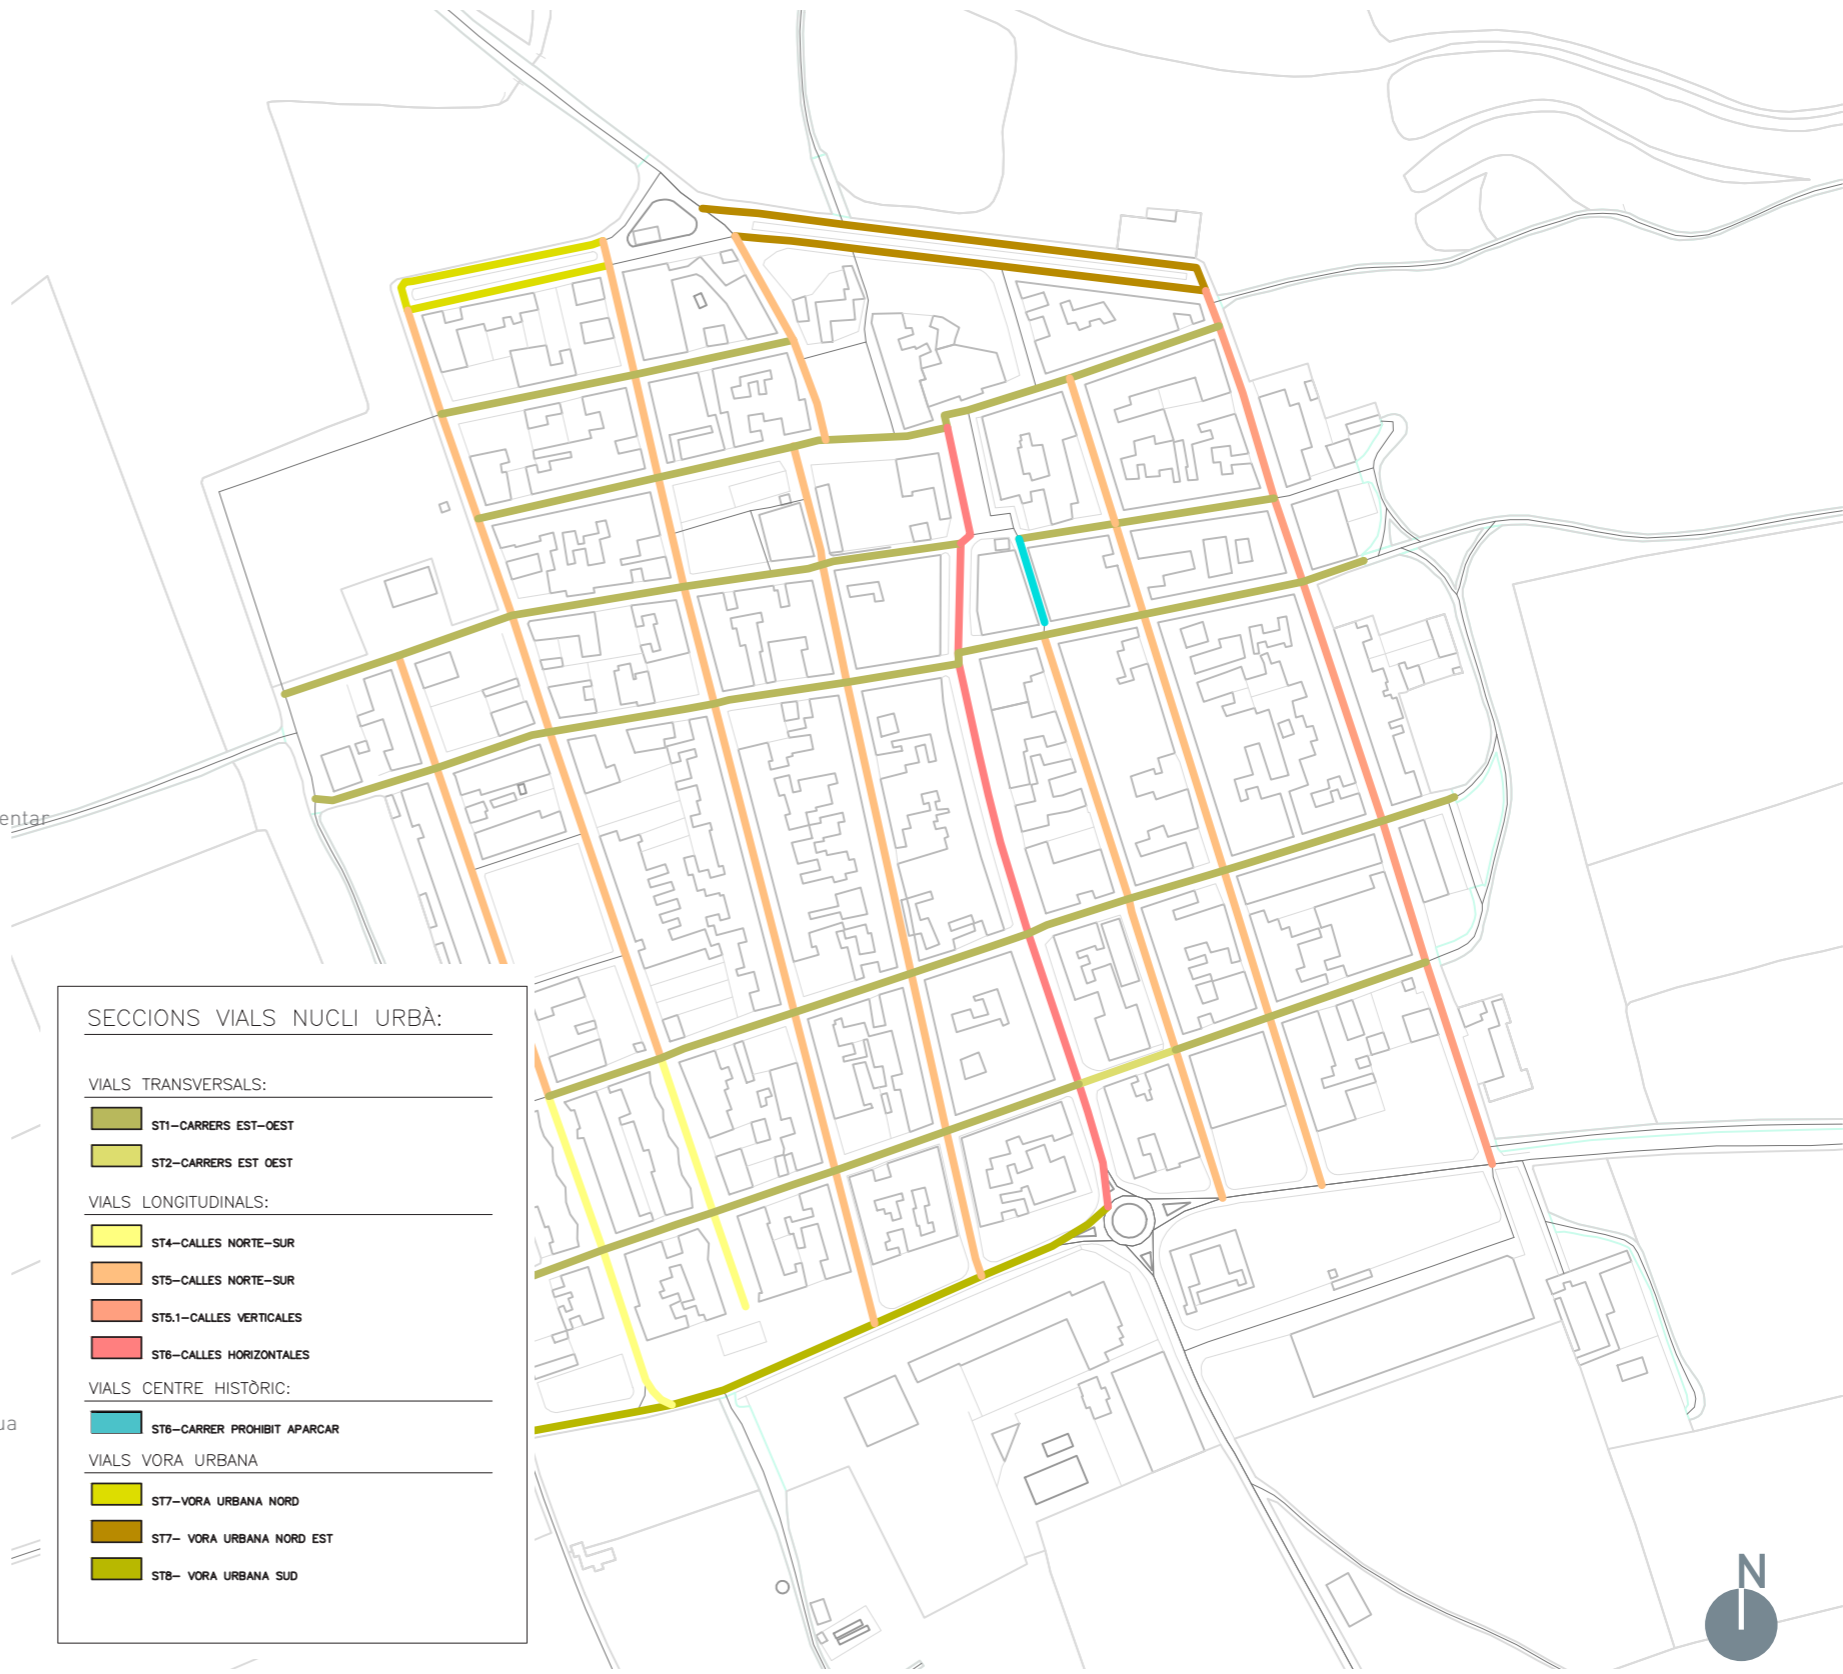 entar
ua
SECCIONS VIALS NUCLI URBÀ:
VIALS TRANSVERSALS:
ST1-CARRERS EST-OEST
ST2-CARRERS EST OEST
VIALS LONGITUDINALS:
ST4-CALLES NORTE-SUR
ST5-CALLES NORTE-SUR
ST5.1-CALLES VERTICALES
ST6-CALLES HORIZONTALES
VIALS CENTRE HISTÒRIC:
ST6-CARRER PROHIBIT APARCAR
VIALS VORA URBANA
ST7-VORA URBANA NORD
ST7- VORA URBANA NORD EST
ST8- VORA URBANA SUD
N